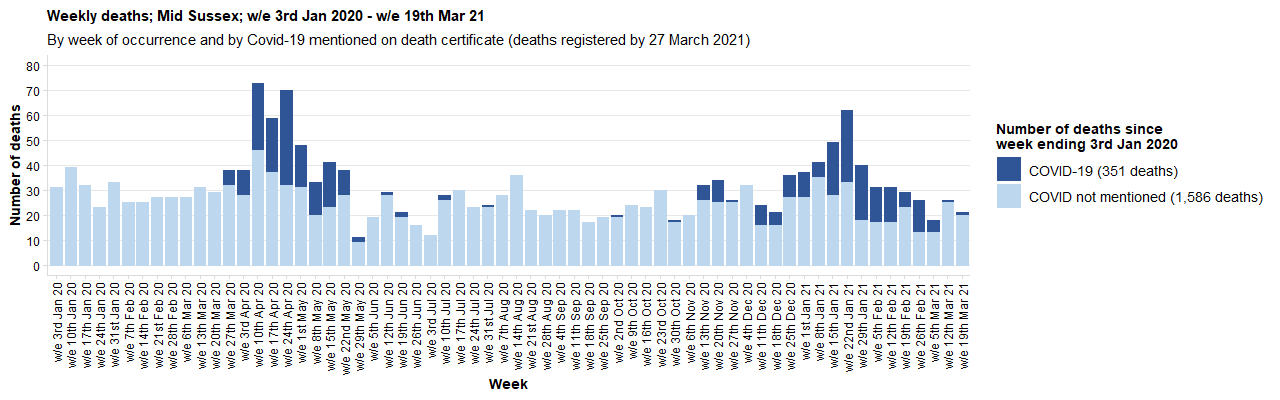 Weekly deaths; Mid Sussex; w/e 3rd Jan 2020 - w/e 19th Mar 21
By week of occurrence and by Covid-19 mentioned on death certificate (deaths registered by 27 March 2021)
Number of deaths
80
70
60
50
40
30
20
10
0
w/e 3rd Jan 20
w/e 10th Jan 20
w/e 17th Jan 20
w/e 24th Jan 20
w/e 31st Jan 20
w/e 7th Feb 20
w/e 14th Feb 20
w/e 21st Feb 20
w/e 28th Feb 20
w/e 6th Mar 20
w/e 13th Mar 20
w/e 20th Mar 20
w/e 27th Mar 20
w/e 3rd Apr 20
w/e 10th Apr 20
w/e 17th Apr 20
w/e 24th Apr 20
w/e 1st May 20
w/e 8th May 20
w/e 15th May 20
w/e 22nd May 20
w/e 29th May 20
w/e 5th Jun 20
w/e 12th Jun 20
w/e 19th Jun 20
w/e 26th Jun 20
w/e 3rd Jul 20
w/e 10th Jul 20
w/e 17th Jul 20
w/e 24th Jul 20
w/e 31st Jul 20
w/e 7th Aug 20
w/e 14th Aug 20
w/e 21st Aug 20
w/e 28th Aug 20
w/e 4th Sep 20
w/e 11th Sep 20
w/e 18th Sep 20
w/e 25th Sep 20
w/e 2nd Oct 20
w/e 9th Oct 20
w/e 16th Oct 20
w/e 23rd Oct 20
w/e 30th Oct 20
w/e 6th Nov 20
w/e 13th Nov 20
w/e 20th Nov 20
w/e 27th Nov 20
w/e 4th Dec 20
w/e 11th Dec 20
w/e 18th Dec 20
w/e 25th Dec 20
w/e 1st Jan 21
w/e 8th Jan 21
w/e 15th Jan 21
w/e 22nd Jan 21
w/e 29th Jan 21
w/e 5th Feb 21
w/e 12th Feb 21
w/e 19th Feb 21
w/e 26th Feb 21
w/e 5th Mar 21
w/e 12th Mar 21
w/e 19th Mar 21
Week
Number of deaths since
week ending 3rd Jan 2020
COVID-19 (351 deaths)
COVID not mentioned (1,586 deaths)